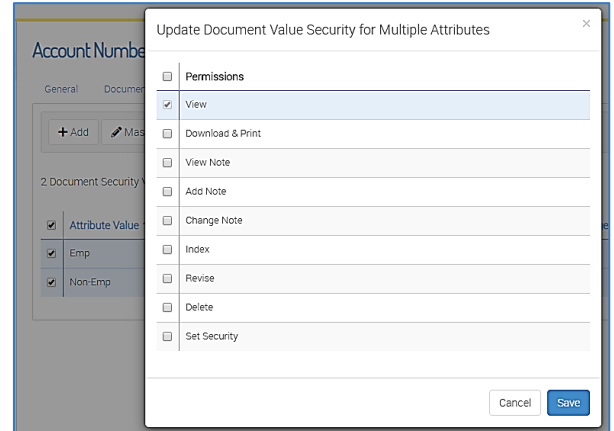 Update Document Value Security for Multiple Attributes ×
Account Numbe
General Documen
+ Add Mas
2 Document Security V
Attribute Value
Emp
Non-Emp
Permissions
View
Download & Print
View Note
Add Note
Change Note
Index
Revise
Delete
Set Security
Cancel Save